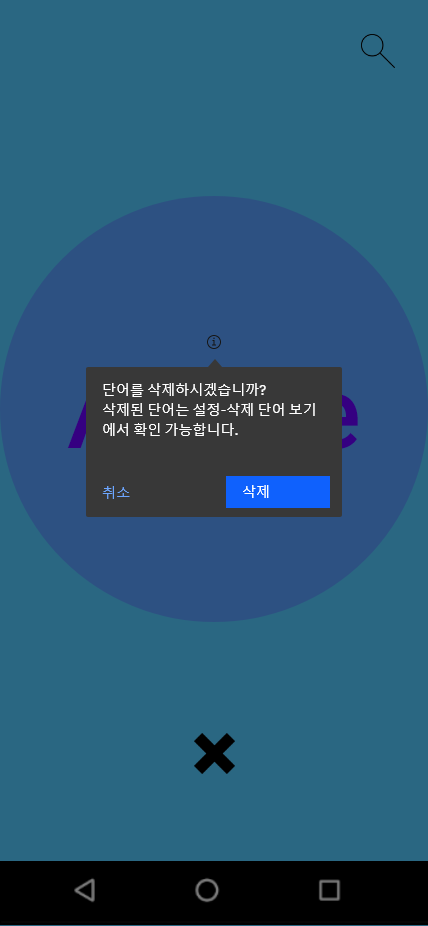 단어를 삭제하시겠습니까?
삭제된 단어는 설정-삭제 단어 보기
에서 확인 가능합니다.
취소
삭제